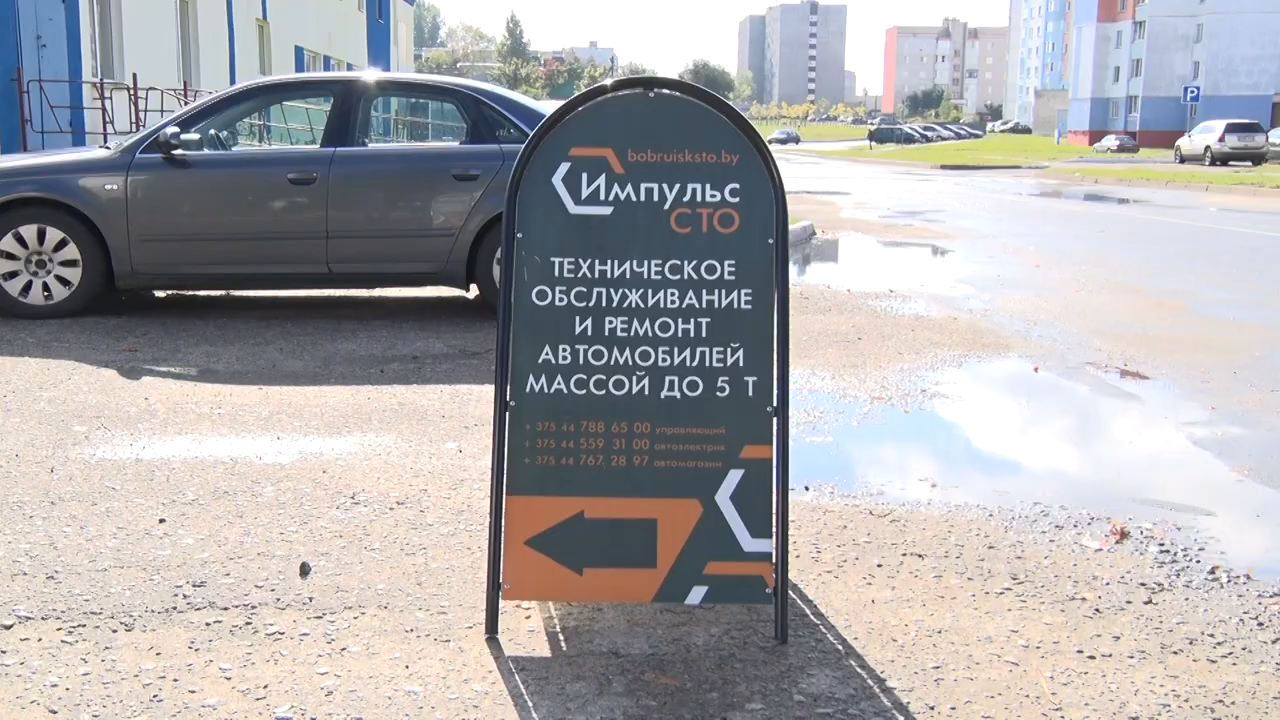 bobruisksto.by
Импульс
СТО
ТЕХНИЧЕСКОЕ
ОБСЛУЖИВАНИЕ
И РЕМОНТ
АВТОМОБИЛЕЙ
МАССОЙ ДО 5 Т
+ 375 44 788 65 00 управляющий
+ 375 44 559 31 00 автоэлектрик
+ 375 44 767 28 97 автомагазин
P